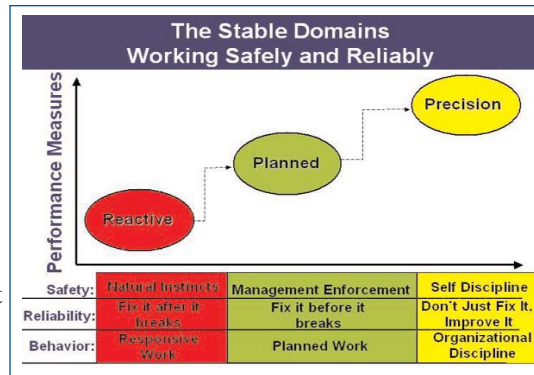 The Stable Domains
Working Safely and Reliably
Performance Measures
Precision
Planned
Reactive
Safety: Natural Instincts Management Enforcement Self Discipline
Reliability: Fix it after it breaks Fix it before it breaks Don't Just Fix It. Improve It
Behavior: Responsive Work Planned Work Organizational Discipline